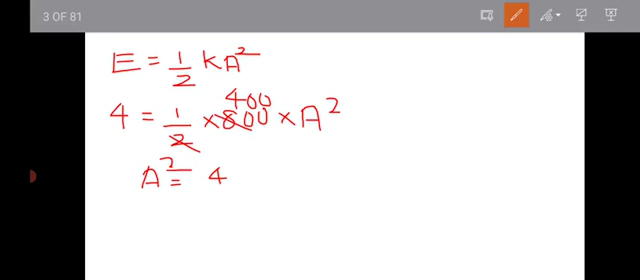 3 OF 81
E = 1/2 KA²
4 = 1/2 × 800 × A²
400
A² = 4